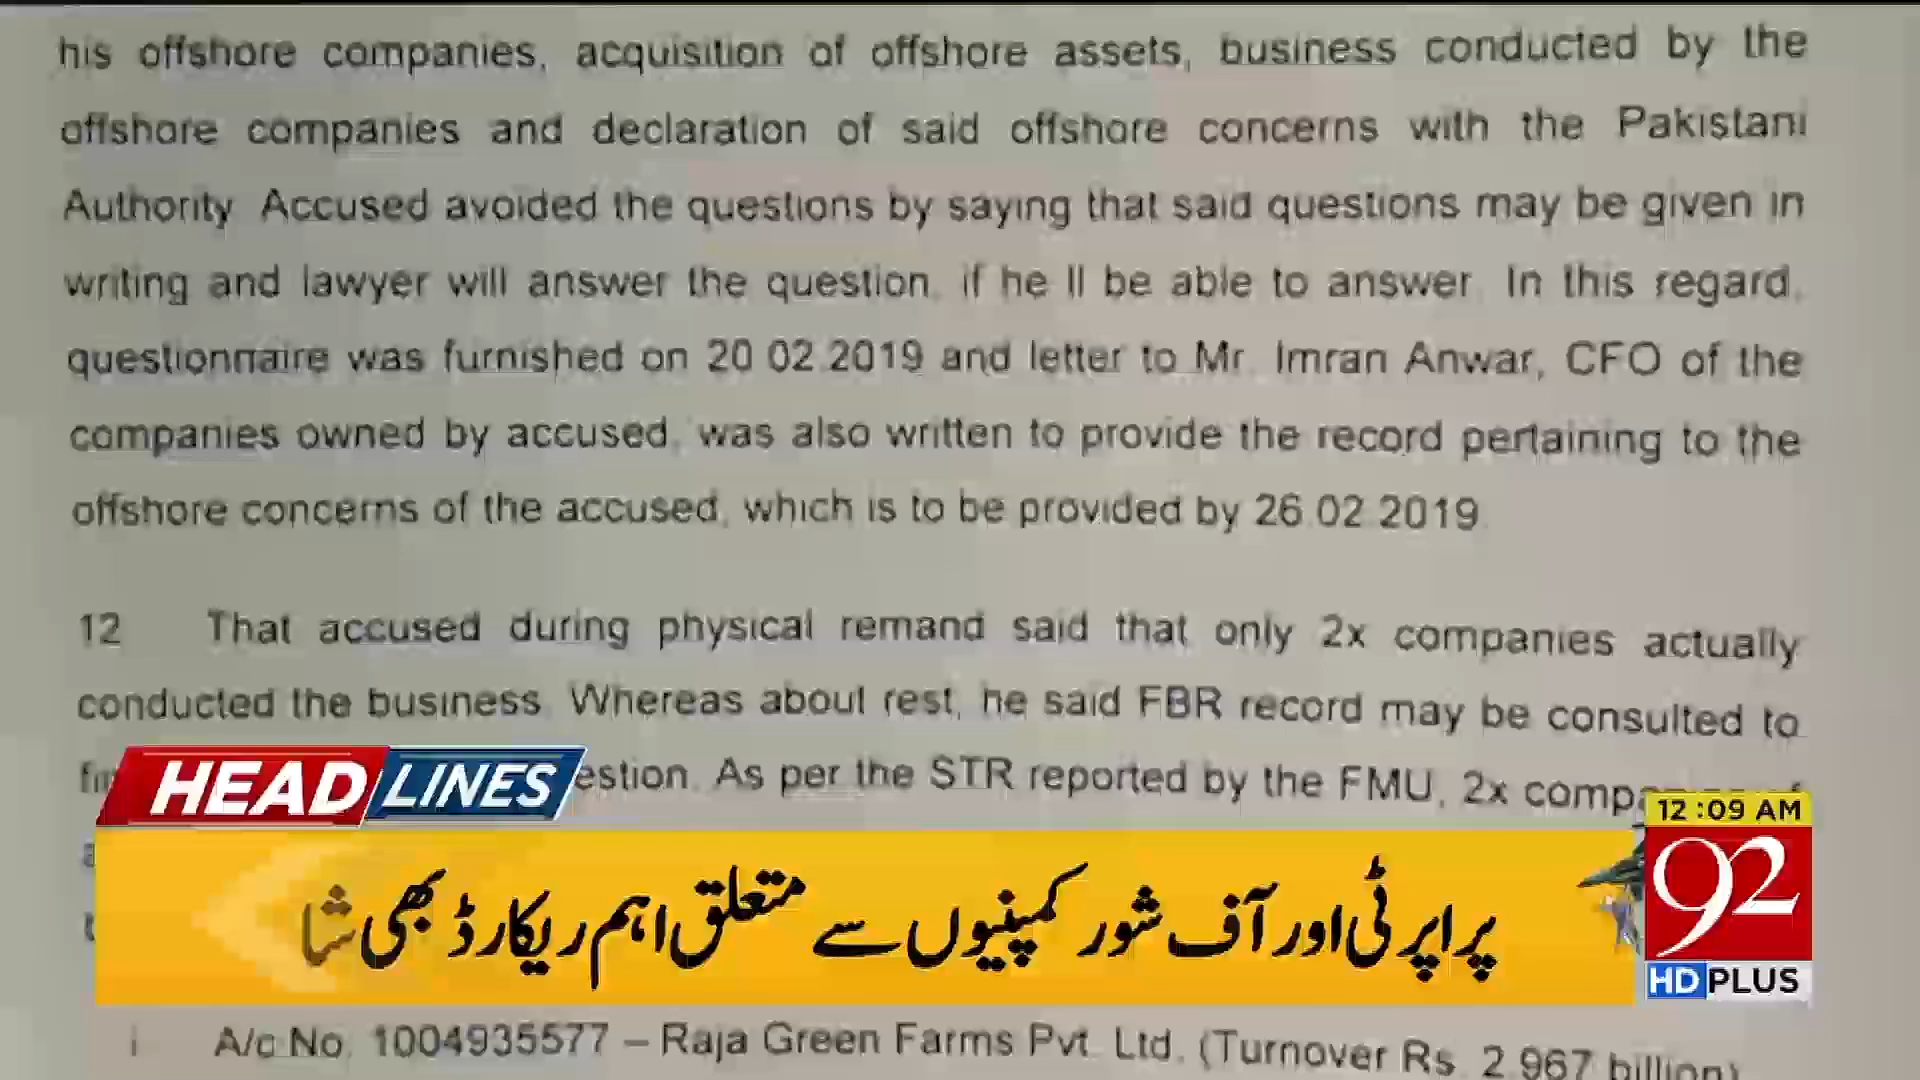 his offshore companies, acquisition of offshore assets, business conducted by the
offshore companies and declaration of said offshore concerns with the Pakistani
Authority Accused avoided the questions by saying that said questions may be given in
writing and lawyer will answer the question, if he ll be able to answer. In this regard,
questionnaire was furnished on 20 02.2019 and letter to Mr. Imran Anwar, CFO of the
companies owned by accused, was also written to provide the record pertaining to the
offshore concerns of the accused, which is to be provided by 26.02.2019
12 That accused during physical remand said that only 2x companies actually
conducted the business. Whereas about rest, he said FBR record may be consulted to
estion. As per the STR reported by the FMU, 2x
HEADLINES
12:09 AM
پراپرٹی اور آف شور کمپنیوں سے متعلق اہم ریکارڈ بھی شا
92
HD PLUS
i A/c No. 1004935577 – Raja Green Farms Pvt. Ltd. (Turnover Rs. 2.967 billion)